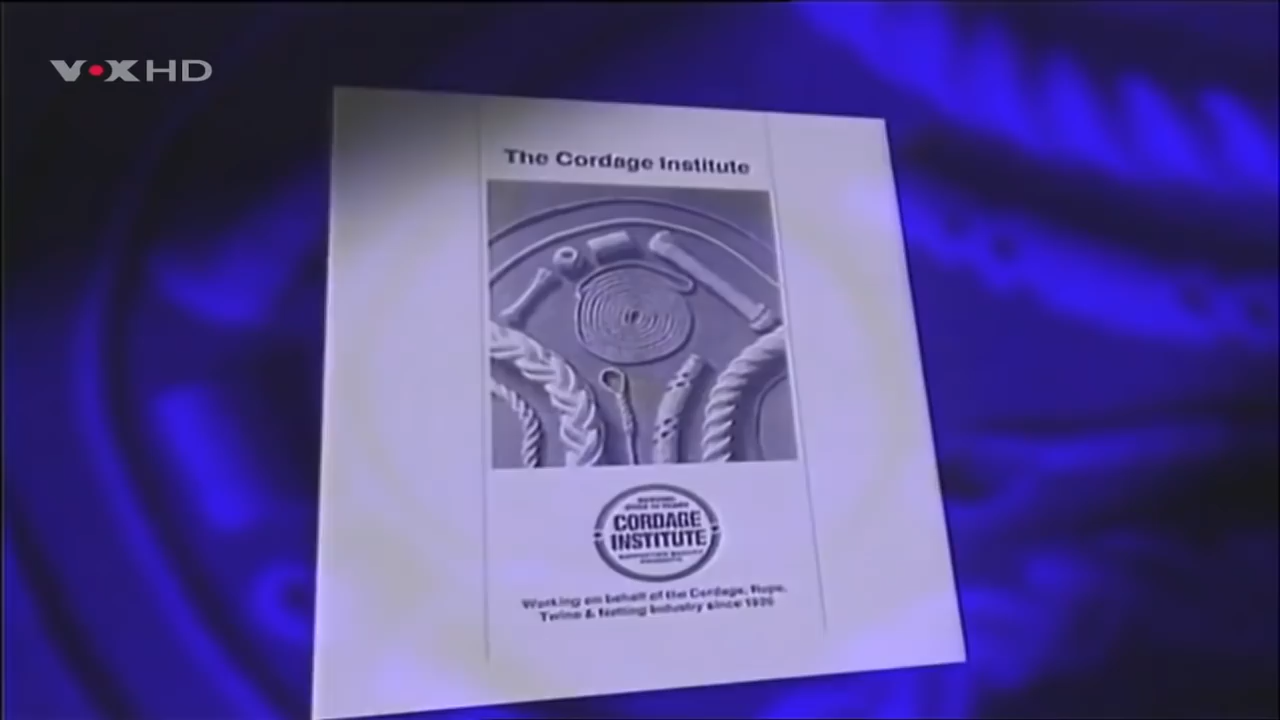 VOXHD
The Cordage Institute
CORDAGE
INSTITUTE
Working on behalf of the Cordage, Rope,
Twine & Netting Industry since 1920